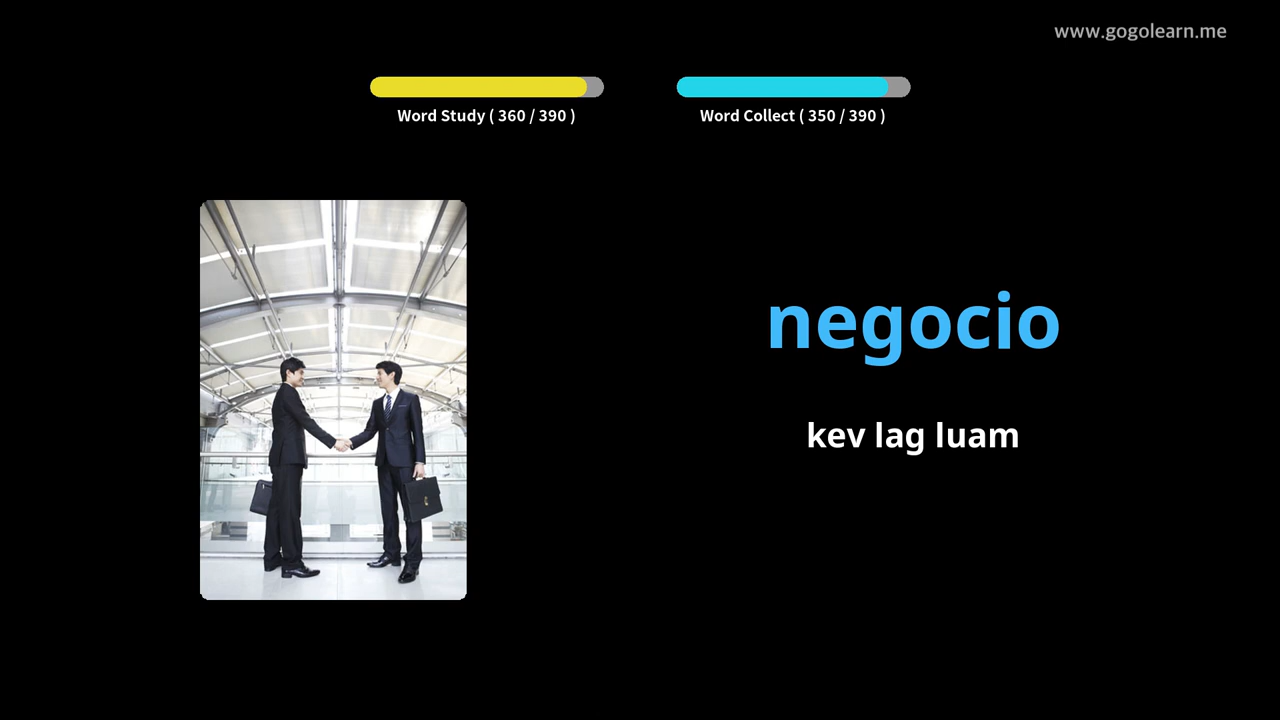 www.gogolearn.me
Word Study ( 360 / 390 )
Word Collect ( 350 / 390 )
negocio
kev lag luam